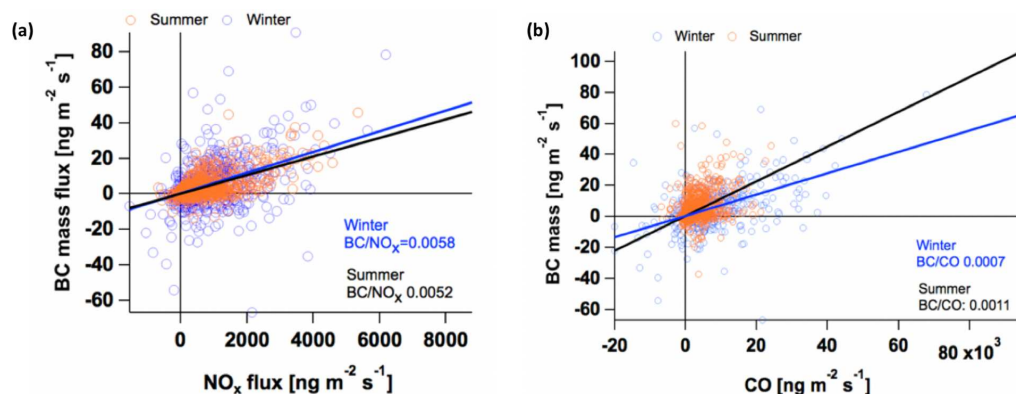 (a)
Summer Winter
80
60
40
20
0
-20
-40
-60
BC mass flux [ng m⁻² s⁻¹]
Winter
BC/NOₓ=0.0058
Summer
BC/NOₓ 0.0052
0 2000 4000 6000 8000
NOₓ flux [ng m⁻² s⁻¹]
(b)
Winter Summer
100
80
60
40
20
0
-20
-40
-60
BC mass [ng m⁻² s⁻¹]
Winter
BC/CO 0.0007
Summer
BC/CO: 0.0011
-20 0 20 40 60 80 x10³
CO [ng m⁻² s⁻¹]